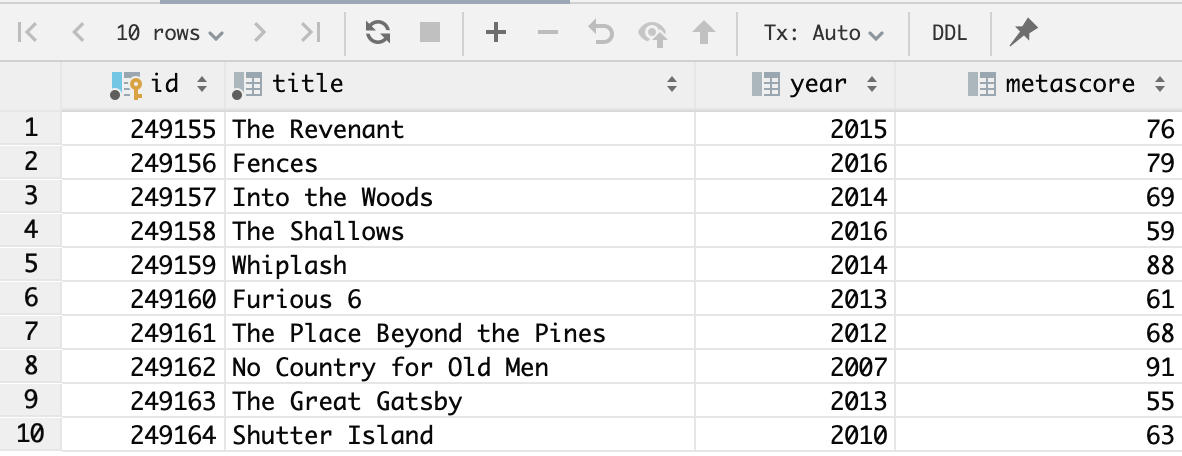 10 rows Tx: Auto DDL
id title year metascore
1 249155 The Revenant 2015 76
2 249156 Fences 2016 79
3 249157 Into the Woods 2014 69
4 249158 The Shallows 2016 59
5 249159 Whiplash 2014 88
6 249160 Furious 6 2013 61
7 249161 The Place Beyond the Pines 2012 68
8 249162 No Country for Old Men 2007 91
9 249163 The Great Gatsby 2013 55
10 249164 Shutter Island 2010 63